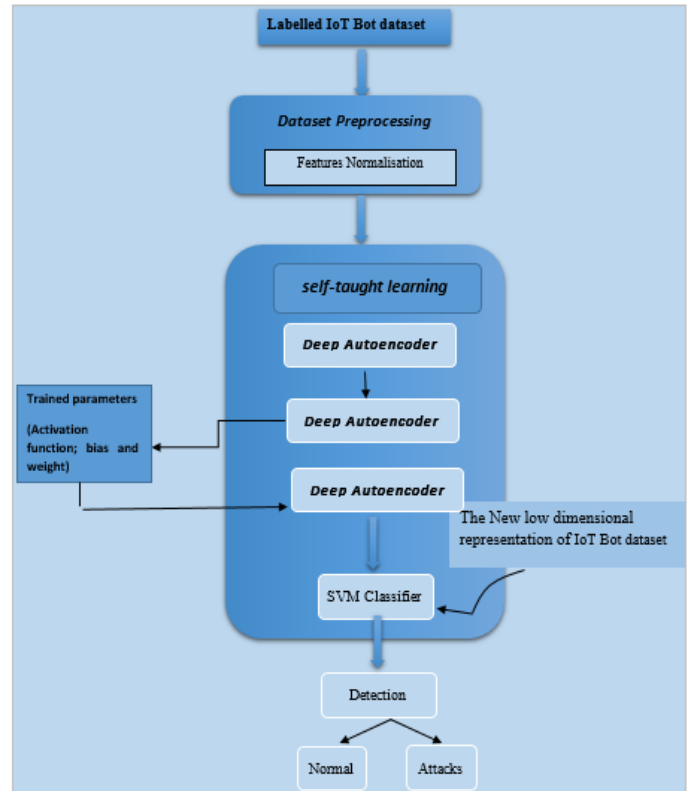 Labelled IoT Bot dataset
Dataset Preprocessing
Features Normalisation
self-taught learning
Deep Autoencoder
Trained parameters
(Activation
function; bias and
weight)
Deep Autoencoder
Deep Autoencoder
The New low dimensional
representation of IoT Bot dataset
SVM Classifier
Detection
Normal
Attacks